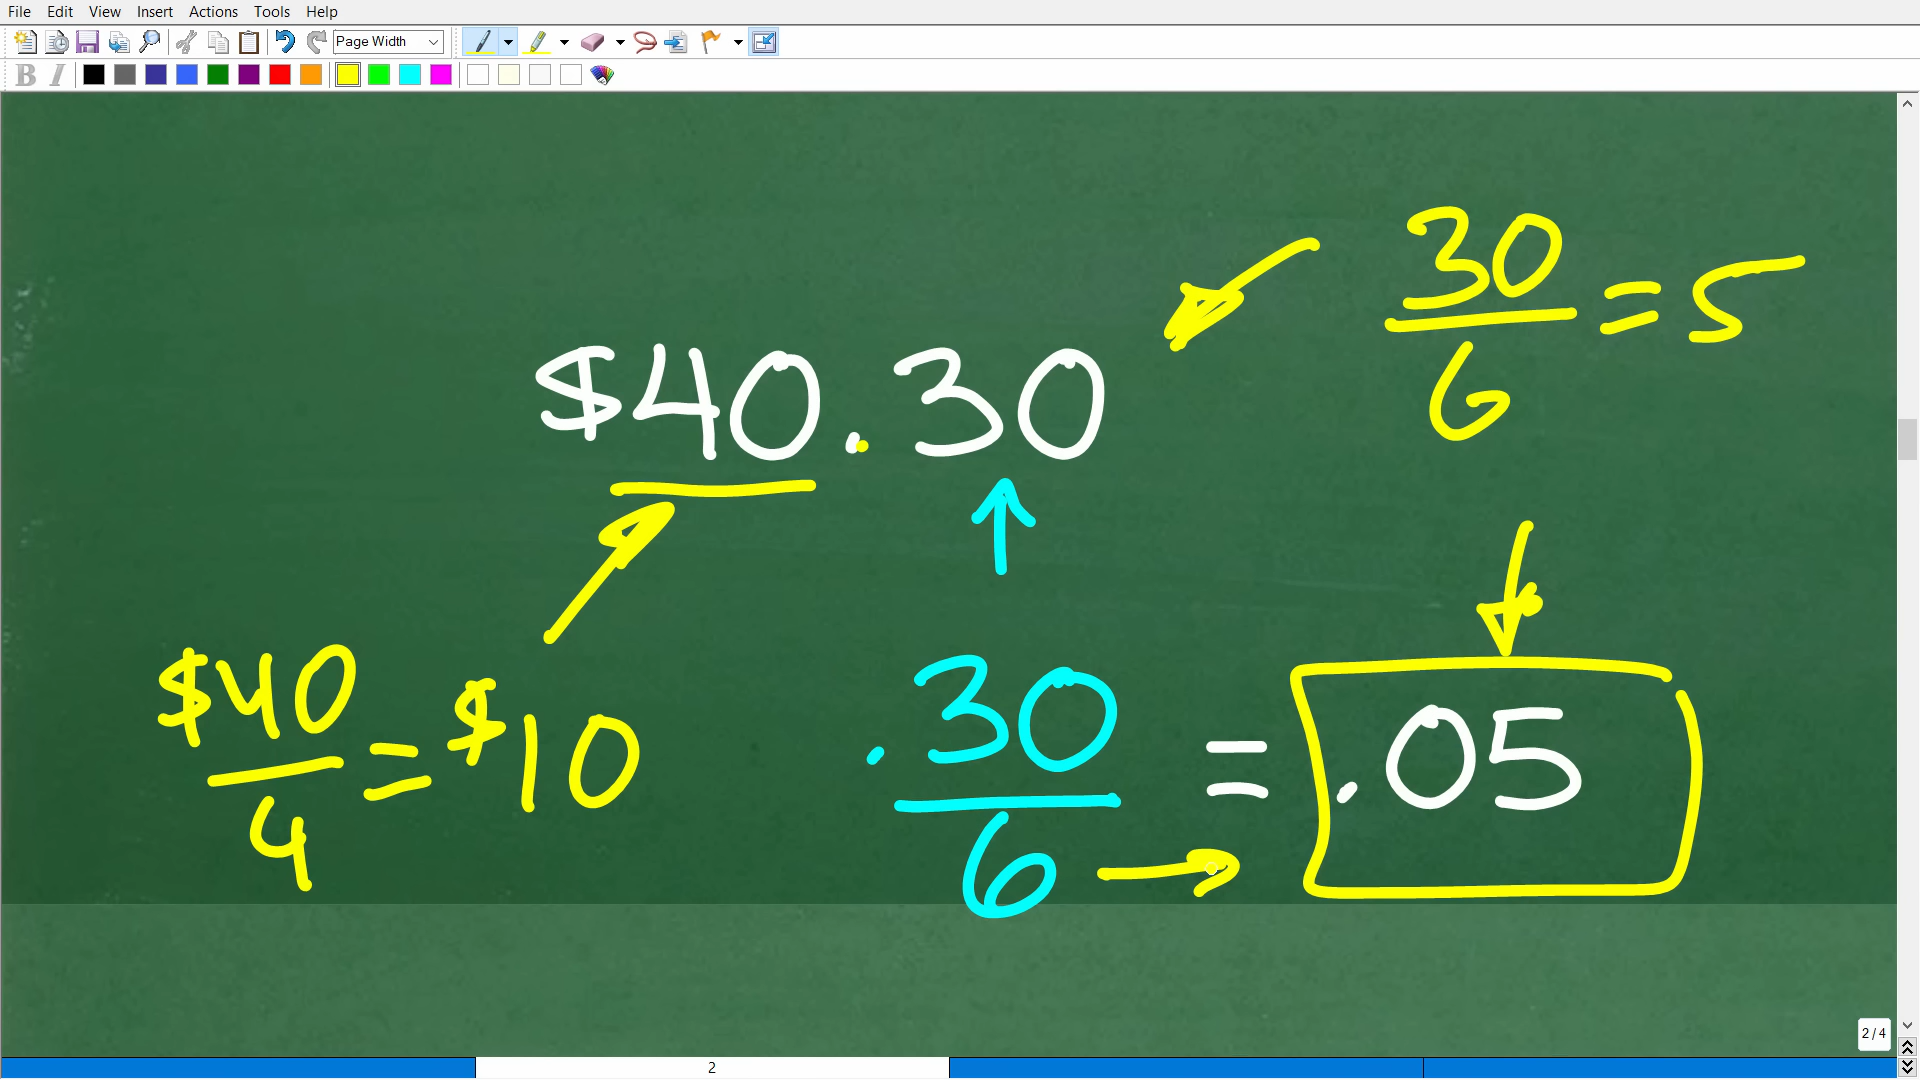 File Edit View Insert Actions Tools Help
Page Width
B I
30/6 = 5
$40.30
$40/4 = $10
.30/6 = .05
2 / 4
2